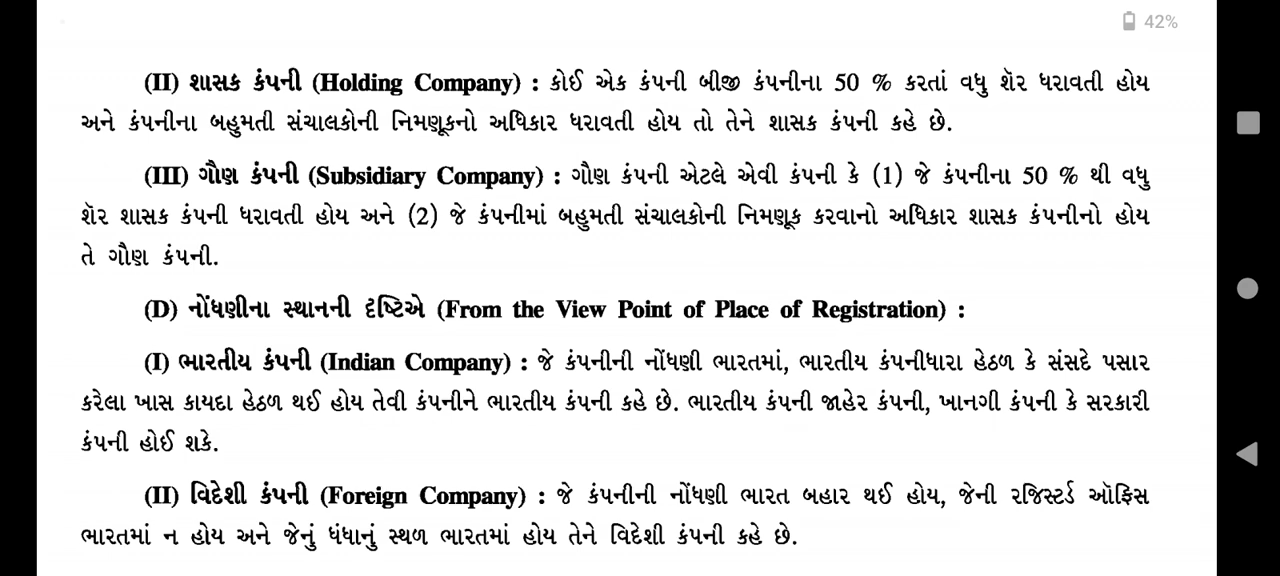 42%
(II) શાસક કંપની (Holding Company) : કોઈ એક કંપની બીજી કંપનીના 50 % કરતાં વધુ શૅર ધરાવતી હોય
અને કંપનીના બહુમતી સંચાલકોની નિમણૂકનો અધિકાર ધરાવતી હોય તો તેને શાસક કંપની કહે છે.
(III) ગૌણ કંપની (Subsidiary Company) : ગૌણ કંપની એટલે એવી કંપની કે (1) જે કંપનીના 50 % થી વધુ
શૅર શાસક કંપની ધરાવતી હોય અને (2) જે કંપનીમાં બહુમતી સંચાલકોની નિમણૂક કરવાનો અધિકાર શાસક કંપનીનો હોય
તે ગૌણ કંપની.
(D) નોંધણીના સ્થાનની દૃષ્ટિએ (From the View Point of Place of Registration) :
(I) ભારતીય કંપની (Indian Company) : જે કંપનીની નોંધણી ભારતમાં, ભારતીય કંપનીધારા હેઠળ કે સંસદે પસાર
કરેલા ખાસ કાયદા હેઠળ થઈ હોય તેવી કંપનીને ભારતીય કંપની કહે છે. ભારતીય કંપની જાહેર કંપની, ખાનગી કંપની કે સરકારી
કંપની હોઈ શકે.
(II) વિદેશી કંપની (Foreign Company) : જે કંપનીની નોંધણી ભારત બહાર થઈ હોય, જેની રજિસ્ટર્ડ ઑફિસ
ભારતમાં ન હોય અને જેનું ધંધાનું સ્થળ ભારતમાં હોય તેને વિદેશી કંપની કહે છે.